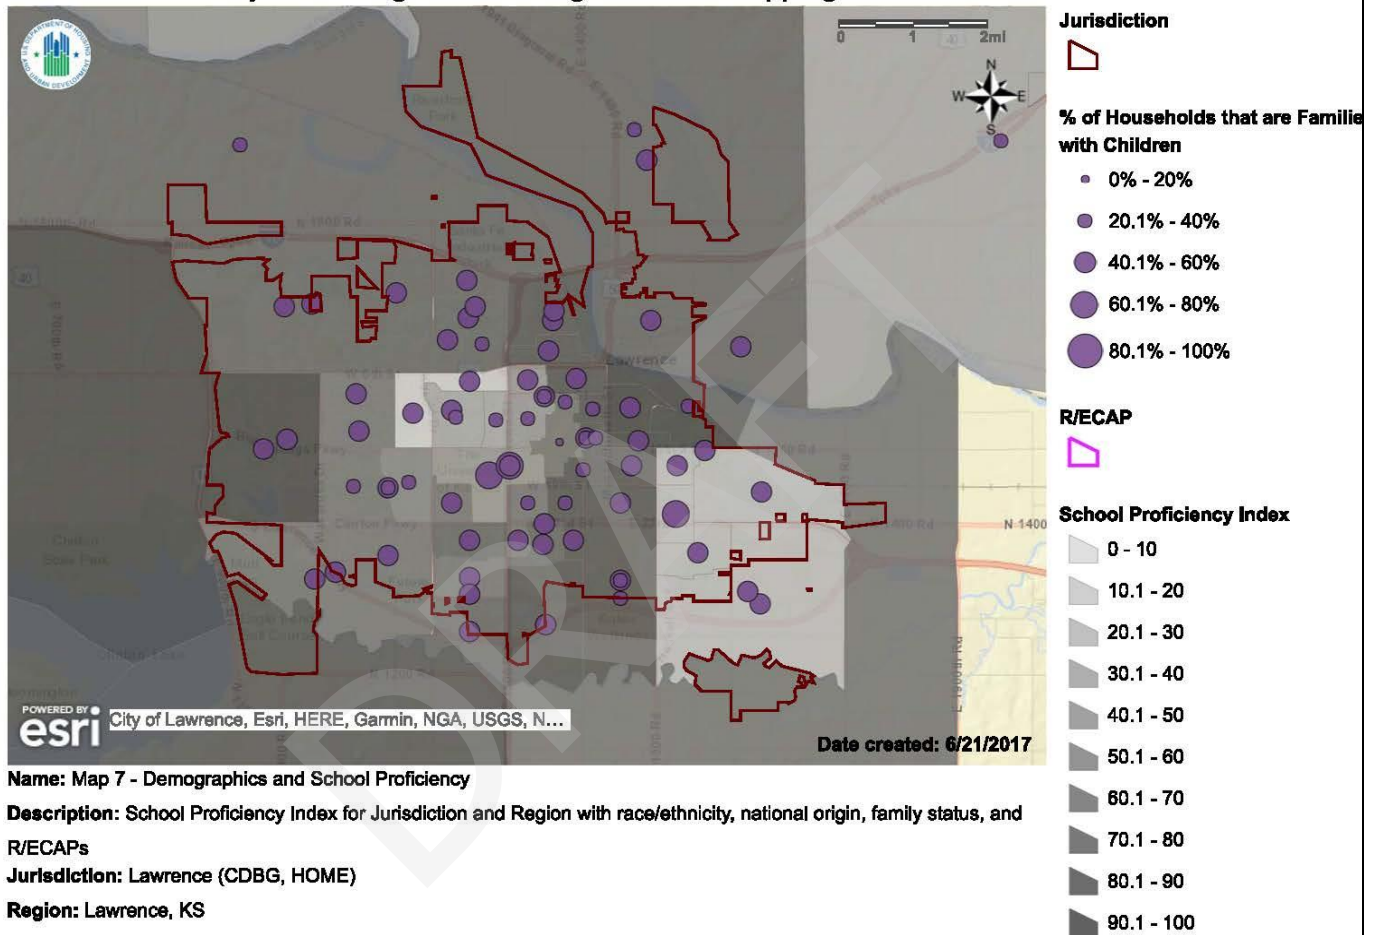 0 1 2mi
N
W E
S
N 1900 Rd
Lawrence
N 1400
E 1900th Rd
DRAFT
POWERED BY
esri
City of Lawrence, Esri, HERE, Garmin, NGA, USGS, N...
Date created: 6/21/2017
Name: Map 7 - Demographics and School Proficiency
Description: School Proficiency Index for Jurisdiction and Region with race/ethnicity, national origin, family status, and
R/ECAPs
Jurisdiction: Lawrence (CDBG, HOME)
Region: Lawrence, KS
Jurisdiction
% of Households that are Familie
with Children
0% - 20%
20.1% - 40%
40.1% - 60%
60.1% - 80%
80.1% - 100%
R/ECAP
School Proficiency Index
0 - 10
10.1 - 20
20.1 - 30
30.1 - 40
40.1 - 50
50.1 - 60
60.1 - 70
70.1 - 80
80.1 - 90
90.1 - 100